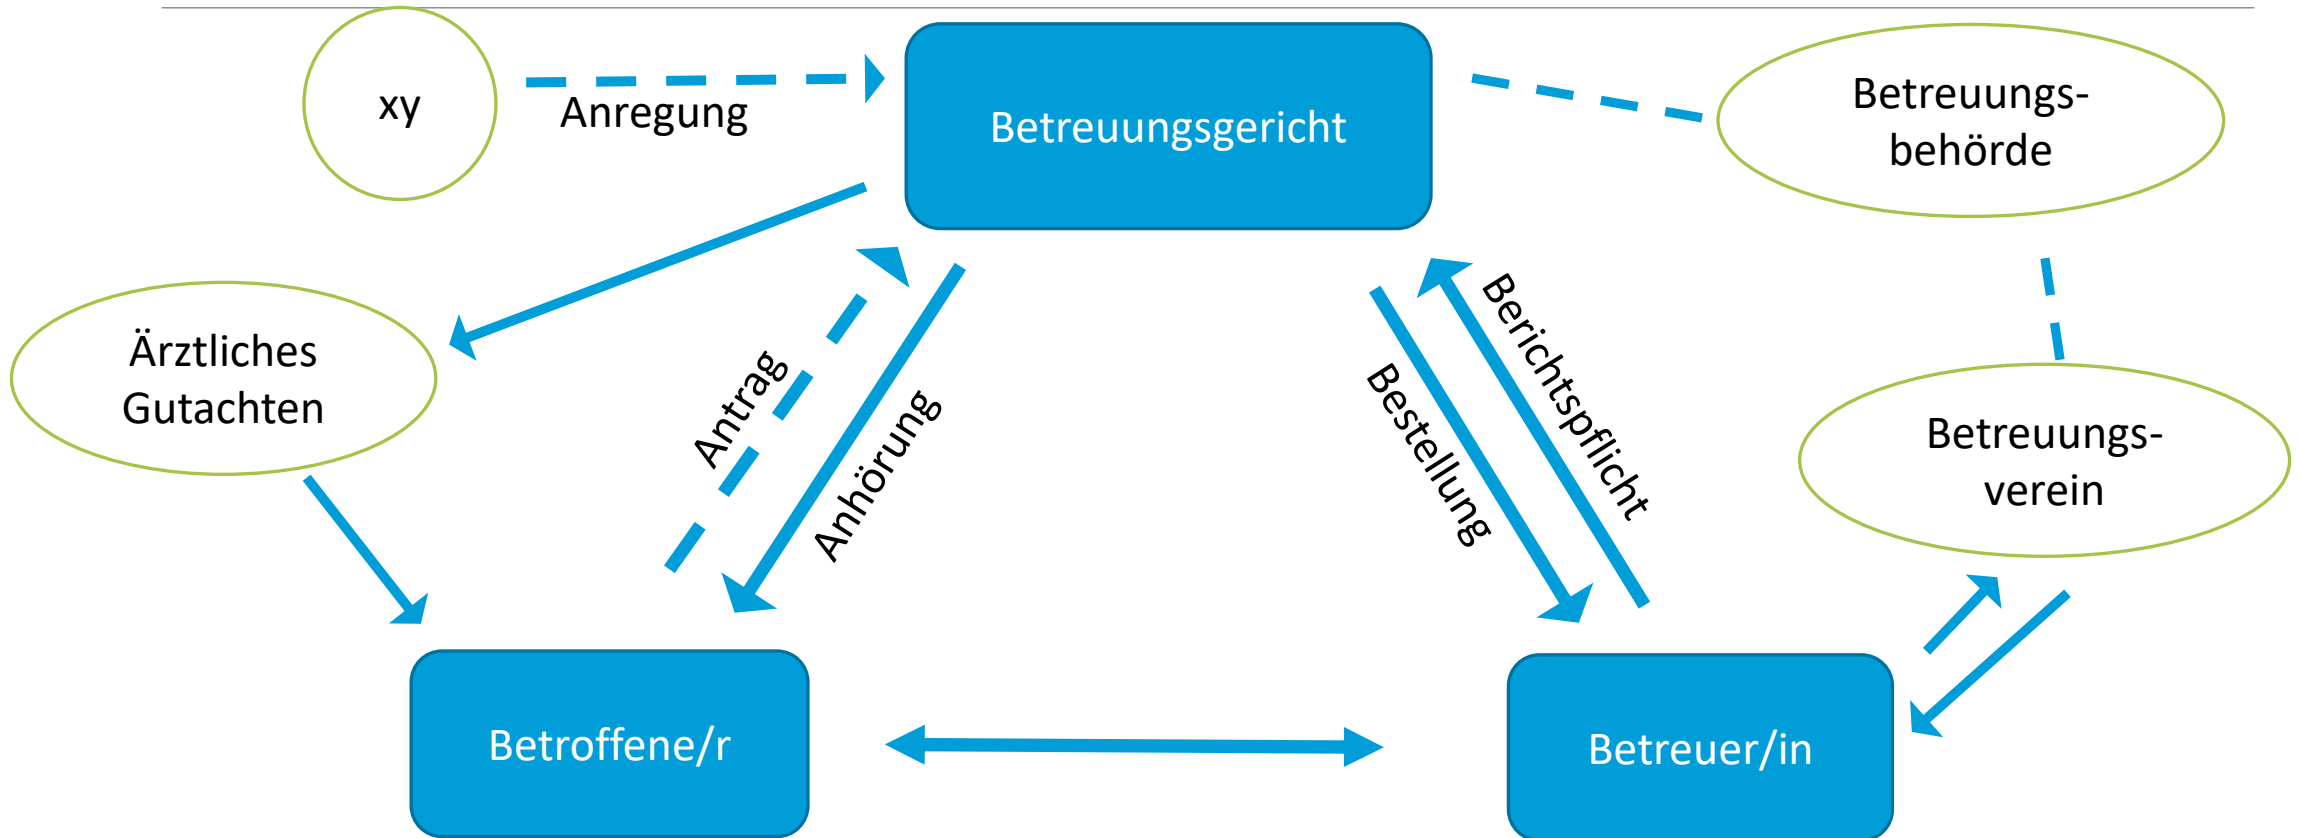 xy
Anregung
Betreuungsgericht
Betreuungs-
behörde
Ärztliches
Gutachten
Antrag
Anhörung
Bestellung
Berichtspflicht
Betreuungs-
verein
Betroffene/r
Betreuer/in